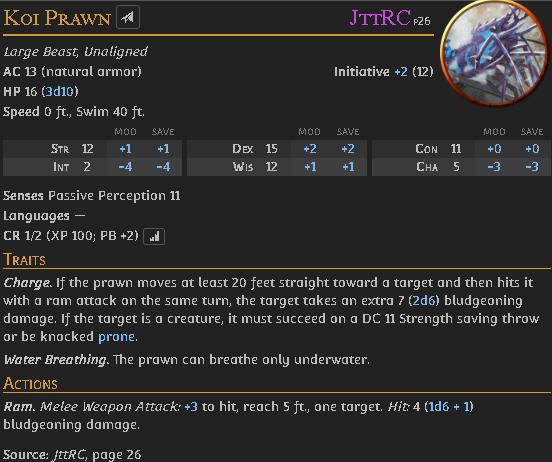 Koi Prawn JttRC p26
Large Beast, Unaligned
AC 13 (natural armor) Initiative +2 (12)
HP 16 (3d10)
Speed 0 ft., Swim 40 ft.
MOD SAVE MOD SAVE MOD SAVE
Str 12 +1 +1 Dex 15 +2 +2 Con 11 +0 +0
Int 2 −4 −4 Wis 12 +1 +1 Cha 5 −3 −3
Senses Passive Perception 11
Languages —
CR 1/2 (XP 100; PB +2)
Traits
Charge. If the prawn moves at least 20 feet straight toward a target and then hits it
with a ram attack on the same turn, the target takes an extra 7 (2d6) bludgeoning
damage. If the target is a creature, it must succeed on a DC 11 Strength saving throw
or be knocked prone.
Water Breathing. The prawn can breathe only underwater.
Actions
Ram. Melee Weapon Attack: +3 to hit, reach 5 ft., one target. Hit: 4 (1d6 + 1)
bludgeoning damage.
Source: JttRC, page 26